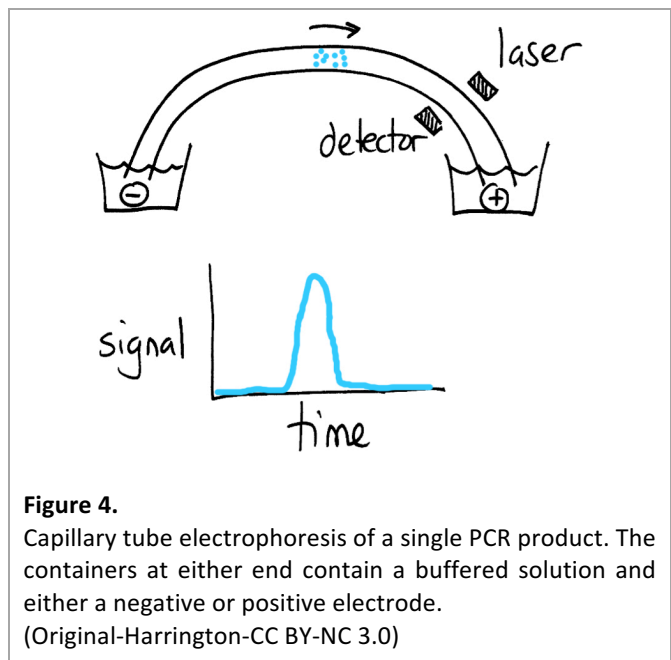 laser
detector
-
+
signal
time
Figure 4.
Capillary tube electrophoresis of a single PCR product. The
containers at either end contain a buffered solution and
either a negative or positive electrode.
(Original-Harrington-CC BY-NC 3.0)